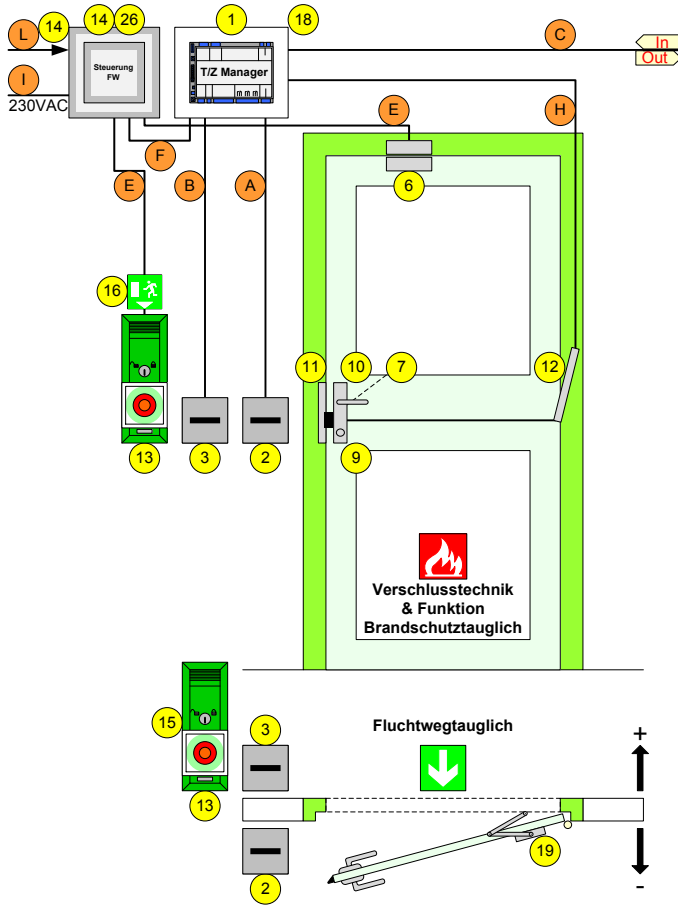 L
14
14
26
1
18
C
In
Out
Steuerung
FW
T/Z Manager
I
230VAC
E
H
F
6
E
B
A
16
11
10
7
12
13
3
2
9
Verschlusstechnik
& Funktion
Brandschutztauglich
15
3
Fluchtwegtauglich
+
13
19
2
-